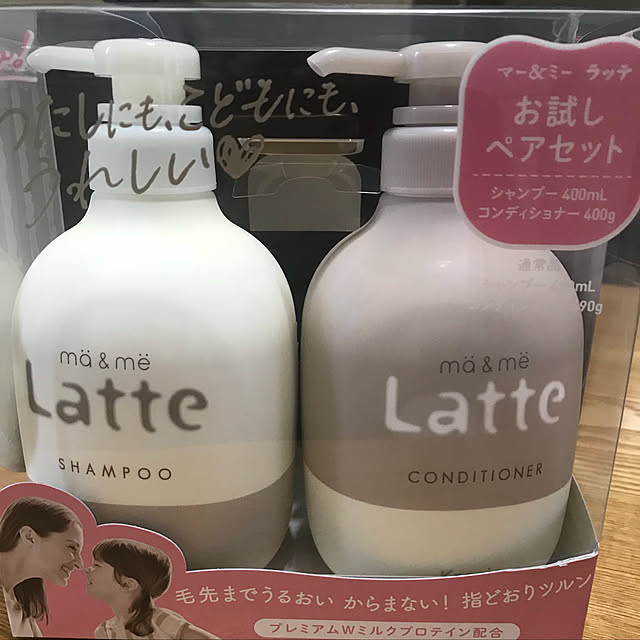 わたしにも、こどもにも、
うれしい
マー&ミー ラッテ
お試し
ペアセット
シャンプー 400mL
コンディショナー 400g
通常品
mä & më
Latte
SHAMPOO
mä & më
Latte
CONDITIONER
毛先までうるおい からまない! 指どおりツルン
プレミアムWミルクプロテイン配合